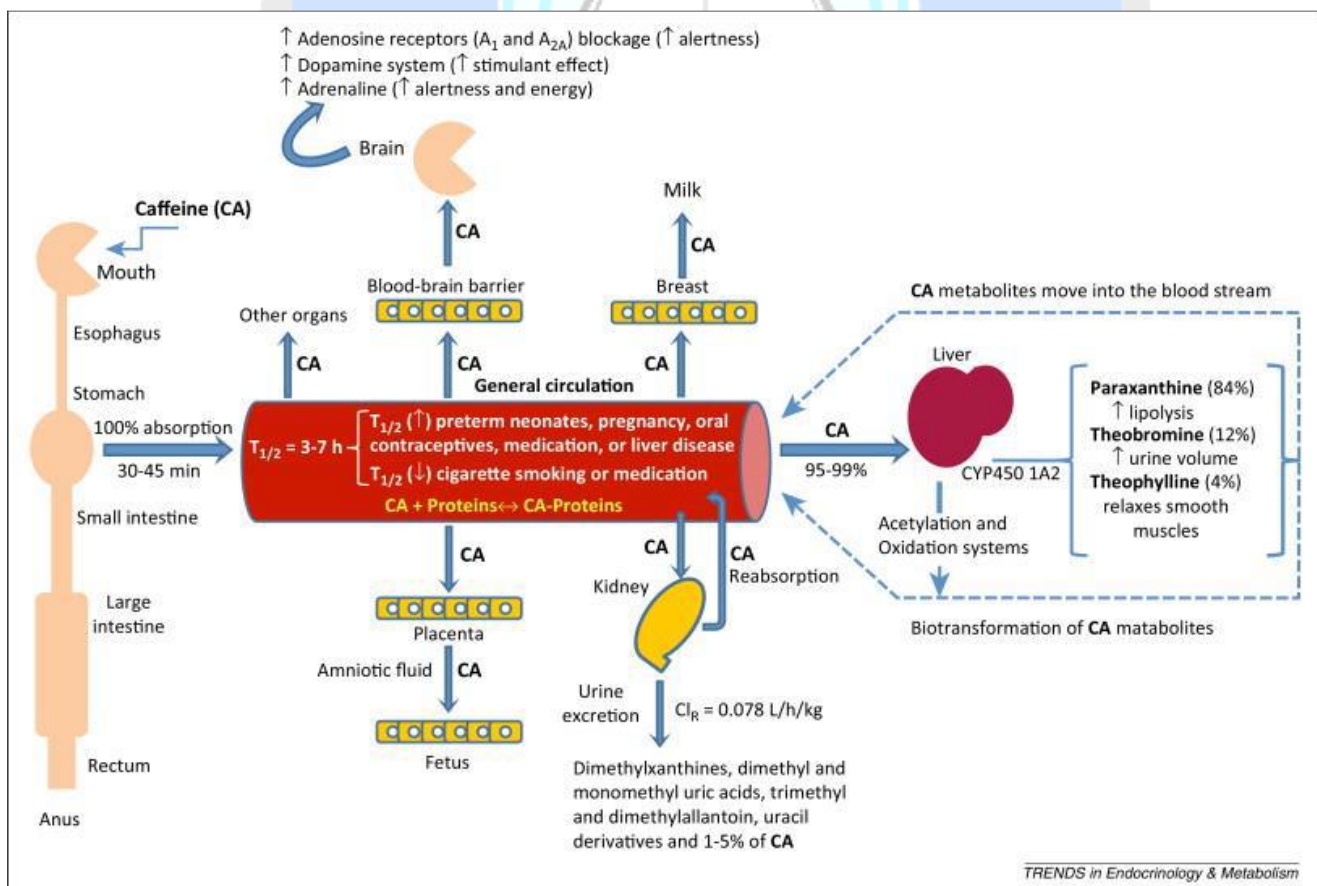 ↑ Adenosine receptors (A₁ and A₂A) blockage (↑ alertness)
↑ Dopamine system (↑ stimulant effect)
↑ Adrenaline (↑ alertness and energy)
Brain
Caffeine (CA)
Mouth
Esophagus
Stomach
100% absorption
30-45 min
Small intestine
Large
intestine
Rectum
Anus
Other organs
CA
CA
Blood-brain barrier
CA
Milk
CA
Breast
CA
General circulation
T1/2 = 3-7 h
T1/2 (↑) preterm neonates, pregnancy, oral
contraceptives, medication, or liver disease
T1/2 (↓) cigarette smoking or medication
CA + Proteins↔ CA-Proteins
CA
Placenta
Amniotic fluid
CA
Fetus
CA
Kidney
CA
Reabsorption
Urine
excretion
ClR = 0.078 L/h/kg
Dimethylxanthines, dimethyl and
monomethyl uric acids, trimethyl
and dimethylallantoin, uracil
derivatives and 1-5% of CA
CA metabolites move into the blood stream
CA
95-99%
Liver
CYP450 1A2
Acetylation and
Oxidation systems
Paraxanthine (84%)
↑ lipolysis
Theobromine (12%)
↑ urine volume
Theophylline (4%)
relaxes smooth
muscles
Biotransformation of CA matabolites
TRENDS in Endocrinology & Metabolism